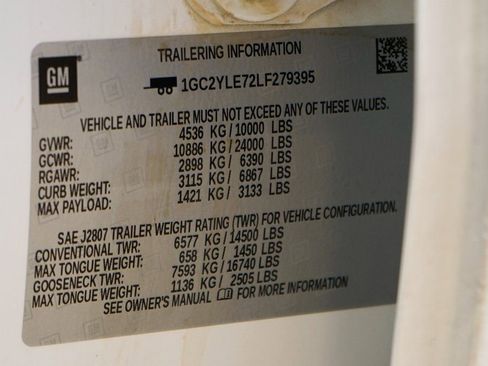 GM
TRAILERING INFORMATION
1GC2YLE72LF279395
VEHICLE AND TRAILER MUST NOT EXCEED ANY OF THESE VALUES.
GVWR: 4536 KG/10000 LBS
GCWR: 10886 KG/24000 LBS
RGAWR: 2898 KG/ 6390 LBS
CURB WEIGHT: 3115 KG/ 6867 LBS
MAX PAYLOAD: 1421 KG/ 3133 LBS
SAE J2807 TRAILER WEIGHT RATING (TWR) FOR VEHICLE CONFIGURATION.
CONVENTIONAL TWR: 6577 KG/14500 LBS
MAX TONGUE WEIGHT: 658 KG/ 1450 LBS
GOOSENECK TWR: 7593 KG/16740 LBS
MAX TONGUE WEIGHT: 1136 KG/ 2505 LBS
SEE OWNER'S MANUAL FOR MORE INFORMATION